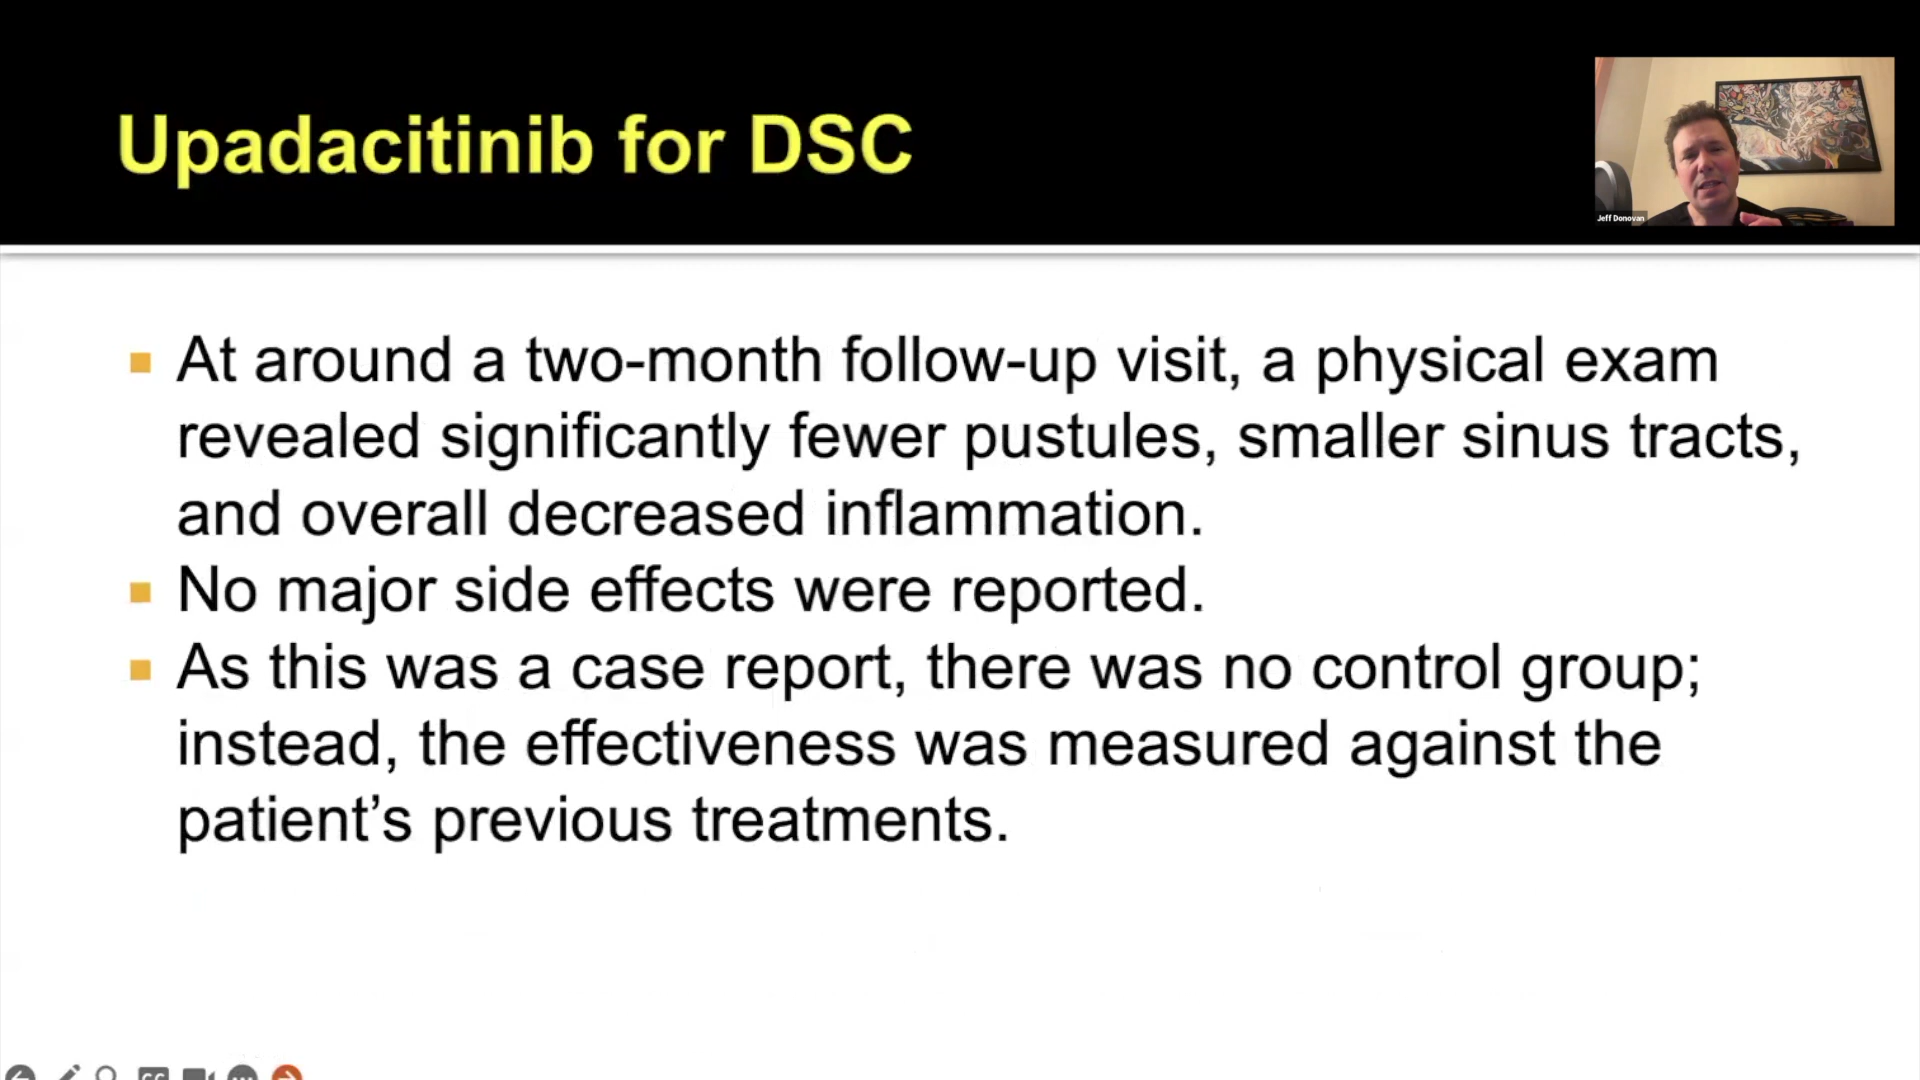 Upadacitinib for DSC
Jeff Donovan
At around a two-month follow-up visit, a physical exam
revealed significantly fewer pustules, smaller sinus tracts,
and overall decreased inflammation.
No major side effects were reported.
As this was a case report, there was no control group;
instead, the effectiveness was measured against the
patient’s previous treatments.
CC